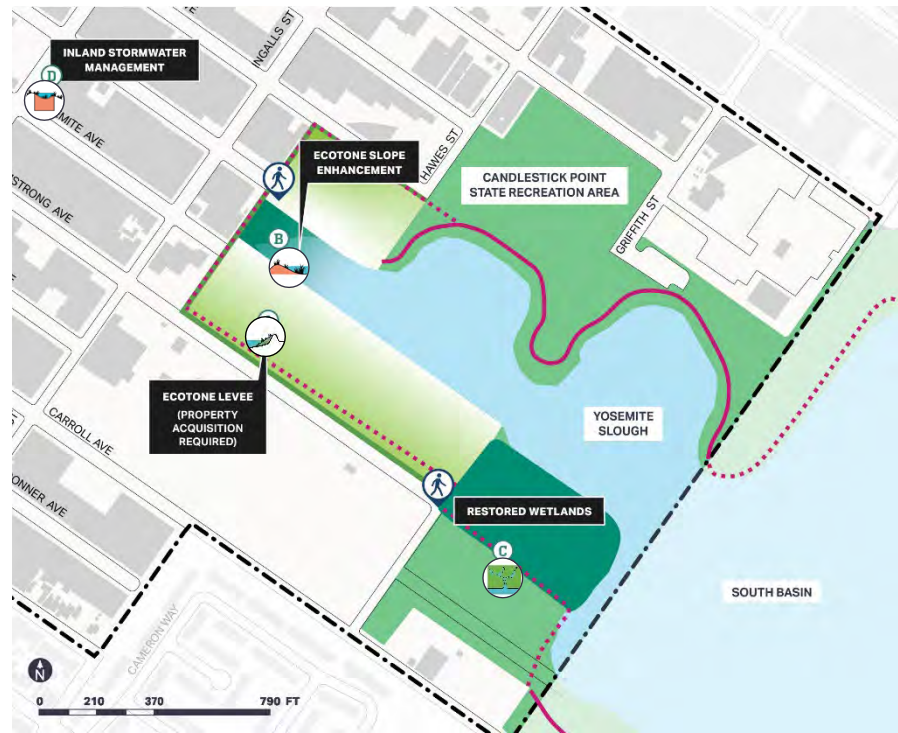 INLAND STORMWATER
MANAGEMENT
D
INGALLS ST
MITE AVE
STRONG AVE
ECOTONE SLOPE
ENHANCEMENT
HAWES ST
CANDLESTICK POINT
STATE RECREATION AREA
GRIFFITH ST
B
ECOTONE LEVEE
(PROPERTY
ACQUISITION
REQUIRED)
CARROLL AVE
ONNER AVE
YOSEMITE
SLOUGH
RESTORED WETLANDS
C
SOUTH BASIN
CAMERON WAY
N
0 210 370 790 FT